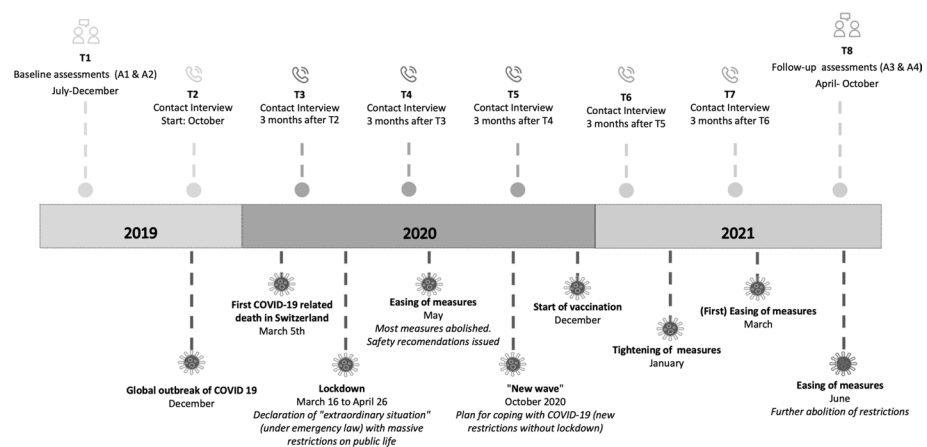 T1
Baseline assessments (A1 & A2)
July-December
T2
Contact Interview
Start: October
T3
Contact Interview
3 months after T2
T4
Contact Interview
3 months after T3
T5
Contact Interview
3 months after T4
T6
Contact Interview
3 months after T5
T7
Contact Interview
3 months after T6
T8
Follow-up assessments (A3 & A4)
April- October
2019
2020
2021
Global outbreak of COVID 19
December
First COVID-19 related
death in Switzerland
March 5th
Lockdown
March 16 to April 26
Declaration of "extraordinary situation"
(under emergency law) with massive
restrictions on public life
Easing of measures
May
Most measures abolished.
Safety recomendations issued
"New wave"
October 2020
Plan for coping with COVID-19 (new
restrictions without lockdown)
Start of vaccination
December
Tightening of measures
January
(First) Easing of measures
March
Easing of measures
June
Further abolition of restrictions